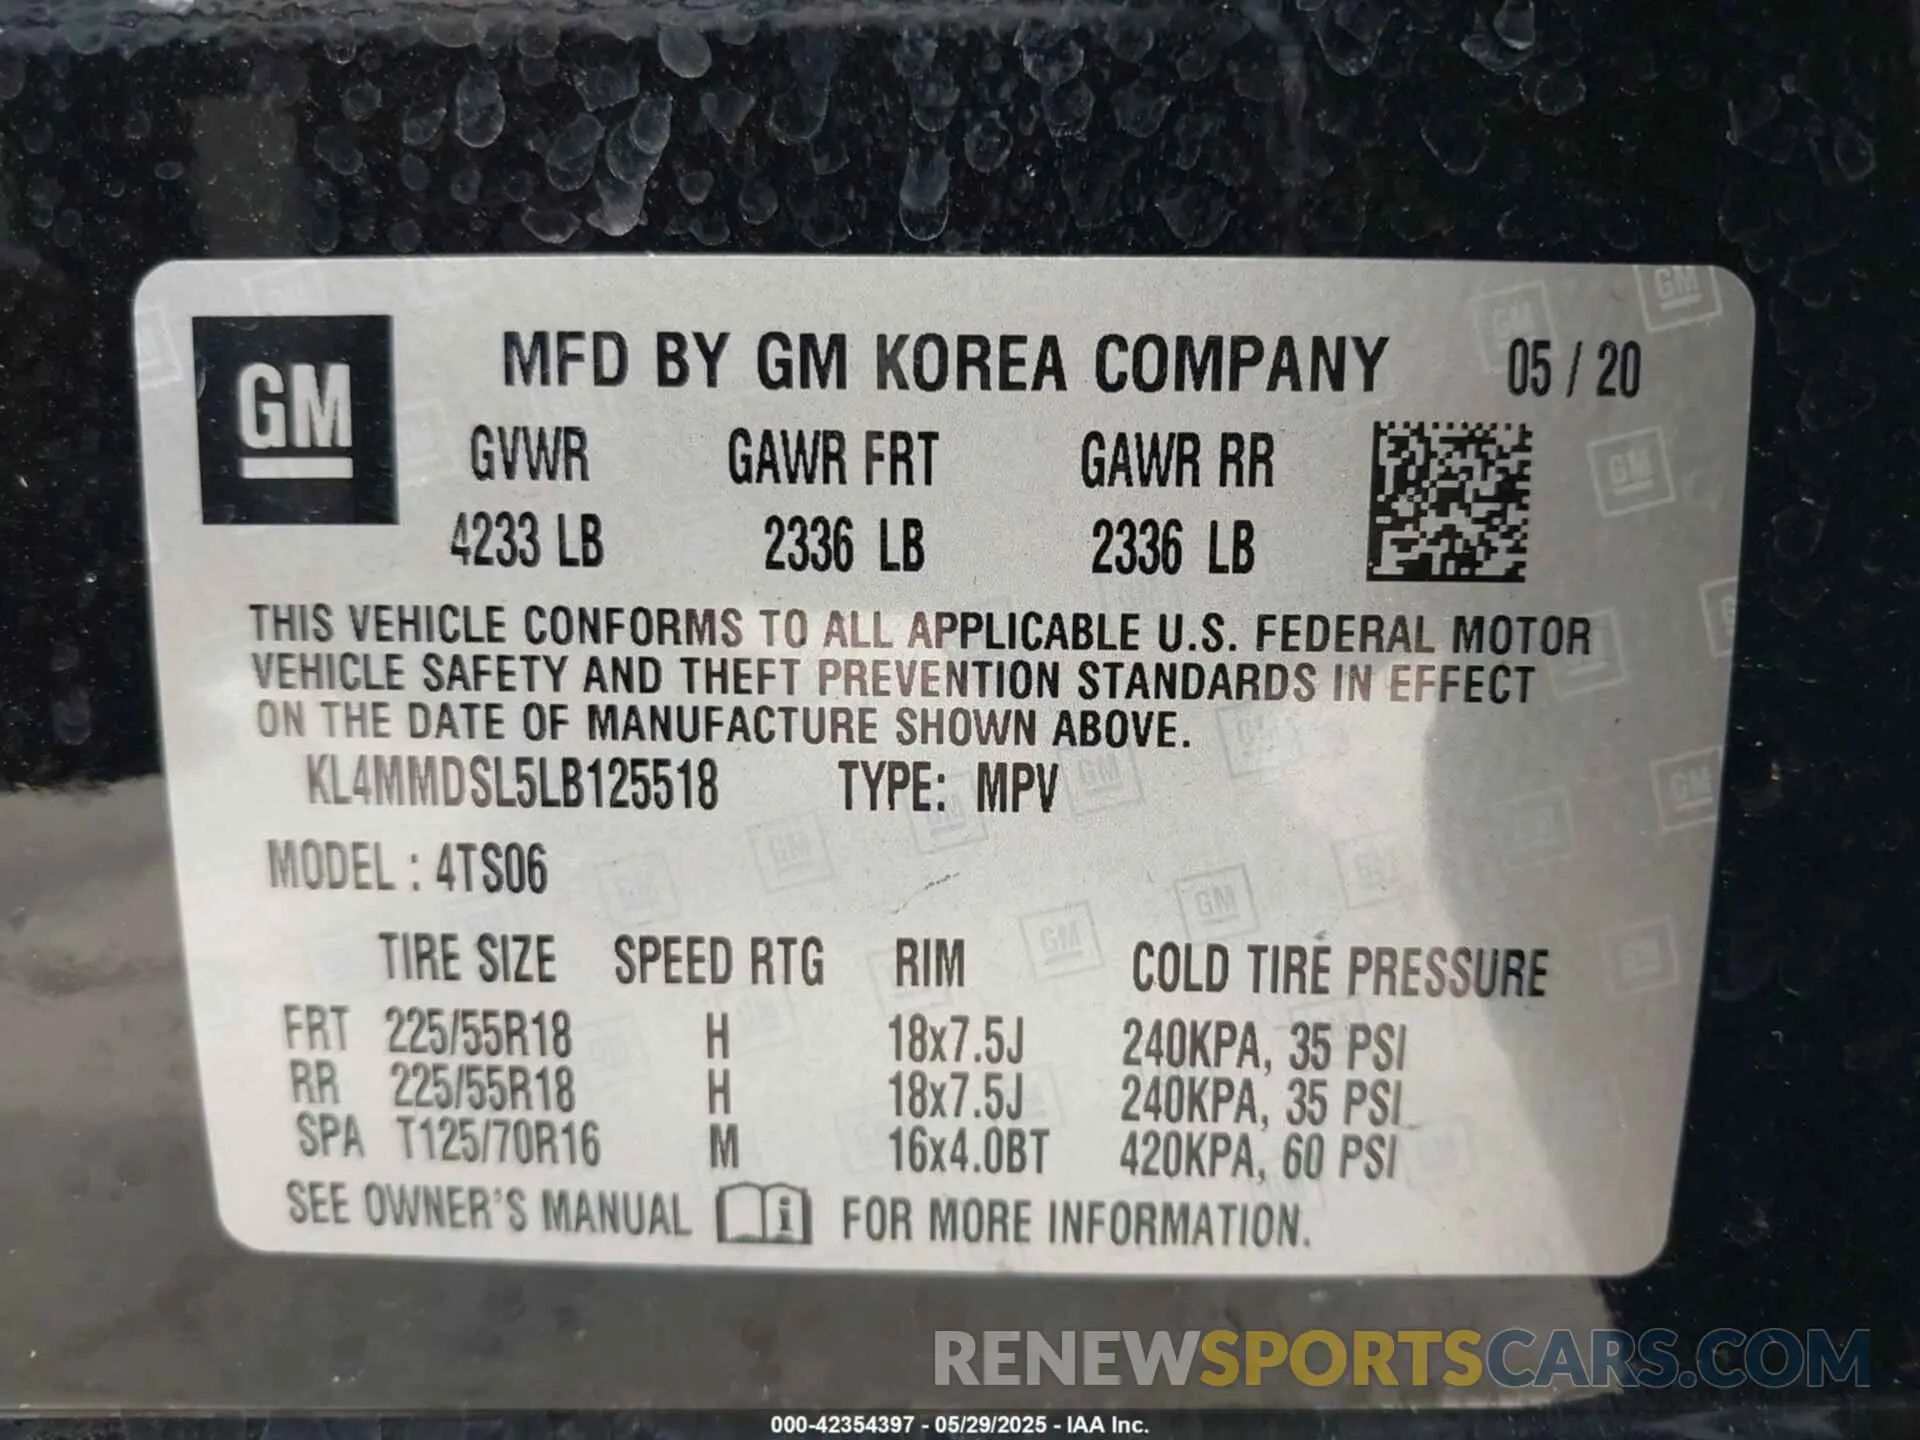 GM
MFD BY GM KOREA COMPANY 05 / 20
GVWR GAWR FRT GAWR RR
4233 LB 2336 LB 2336 LB
THIS VEHICLE CONFORMS TO ALL APPLICABLE U.S. FEDERAL MOTOR
VEHICLE SAFETY AND THEFT PREVENTION STANDARDS IN EFFECT
ON THE DATE OF MANUFACTURE SHOWN ABOVE.
KL4MMDSL5LB125518 TYPE: MPV
MODEL : 4TS06
TIRE SIZE SPEED RTG RIM COLD TIRE PRESSURE
FRT 225/55R18 H 18x7.5J 240KPA, 35 PSI
RR 225/55R18 H 18x7.5J 240KPA, 35 PSI
SPA T125/70R16 M 16x4.0BT 420KPA, 60 PSI
SEE OWNER'S MANUAL i FOR MORE INFORMATION.
RENEWSPORTSCARS.COM
000-42354397 - 05/29/2025 - IAA Inc.